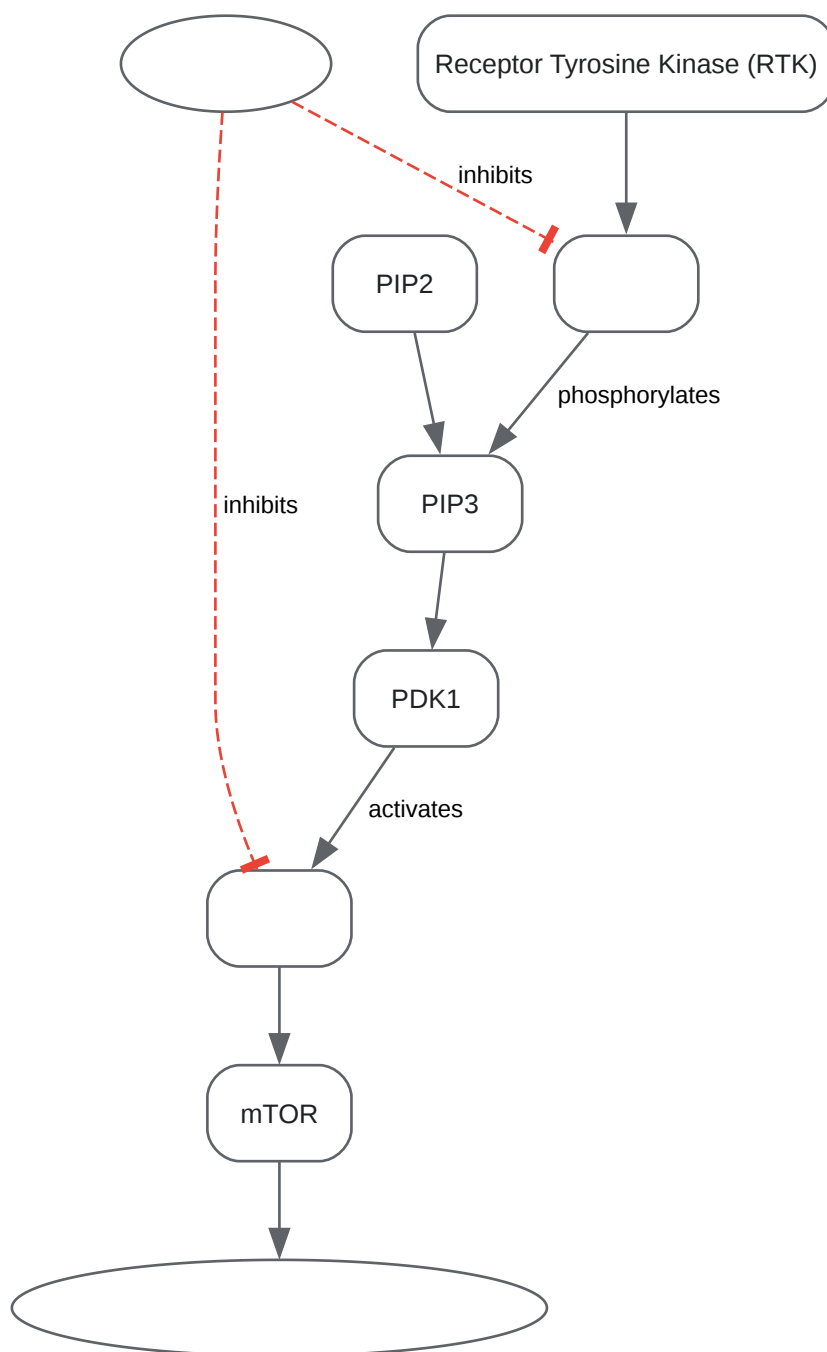 Receptor Tyrosine Kinase (RTK)
inhibits
PIP2
phosphorylates
PIP3
inhibits
PDK1
activates
mTOR